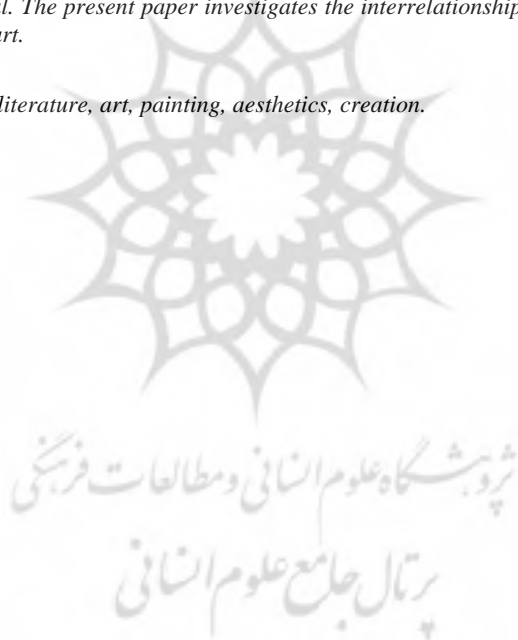 l. The present paper investigates the interrelationship
art.
literature, art, painting, aesthetics, creation.
پژوهشگاه علوم انسانی و مطالعات فرهنگی
پرتال جامع علوم انسانی